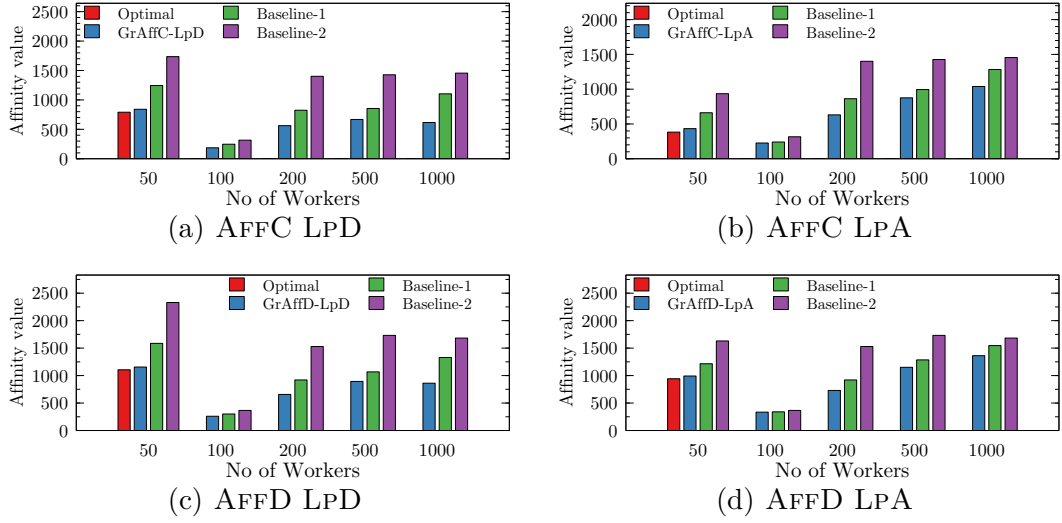 Optimal
Baseline-1
GrAffC-LpD
Baseline-2
Affinity value
2500
2000
1500
1000
500
0
50 100 200 500 1000
No of Workers
(a) AFFC LPD
Optimal
Baseline-1
GrAffC-LpA
Baseline-2
Affinity value
2000
1500
1000
500
0
50 100 200 500 1000
No of Workers
(b) AFFC LPA
Optimal
Baseline-1
GrAffD-LpD
Baseline-2
Affinity value
2500
2000
1500
1000
500
0
50 100 200 500 1000
No of Workers
(c) AFFD LPD
Optimal
Baseline-1
GrAffD-LpA
Baseline-2
Affinity value
2500
2000
1500
1000
500
0
50 100 200 500 1000
No of Workers
(d) AFFD LPA